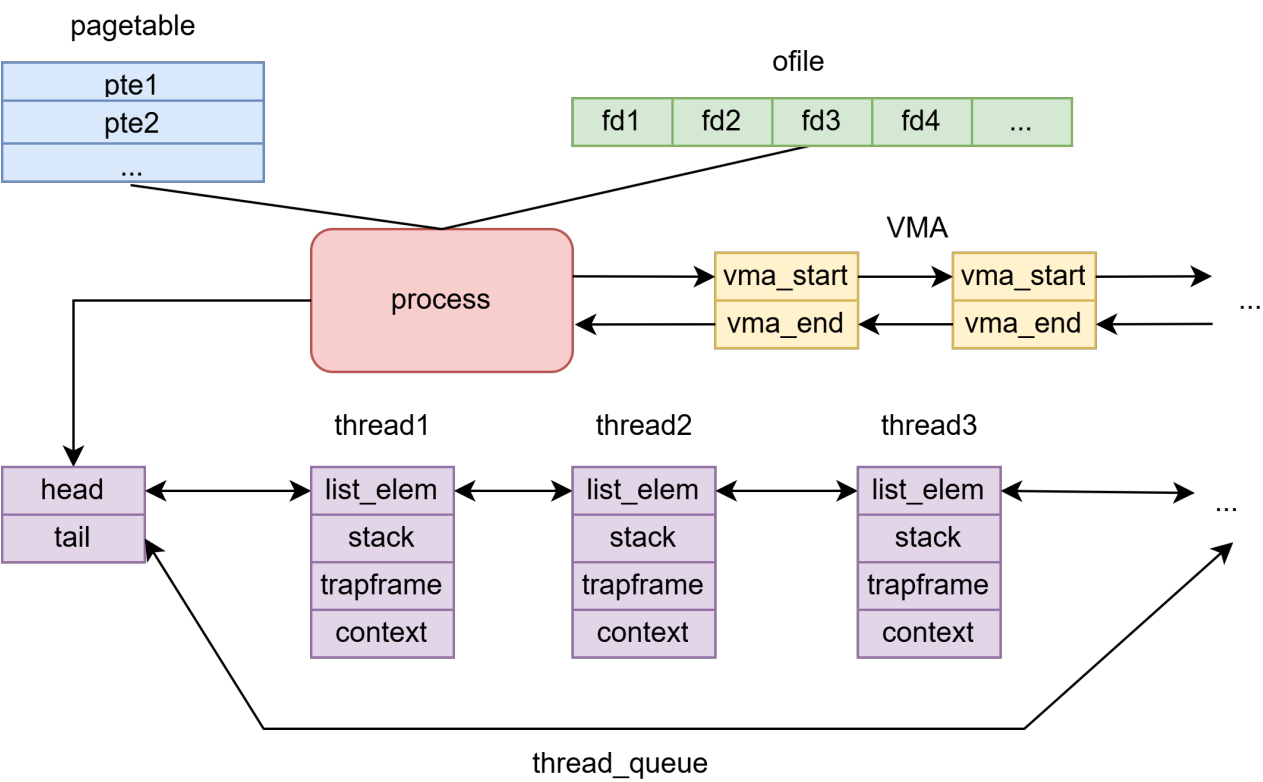 pagetable
pte1
pte2
...
ofile
fd1 fd2 fd3 fd4 ...
VMA
process
vma_start vma_start
vma_end vma_end
...
thread1 thread2 thread3
head
tail
list_elem list_elem list_elem
...
stack stack stack
trapframe trapframe trapframe
context context context
thread_queue